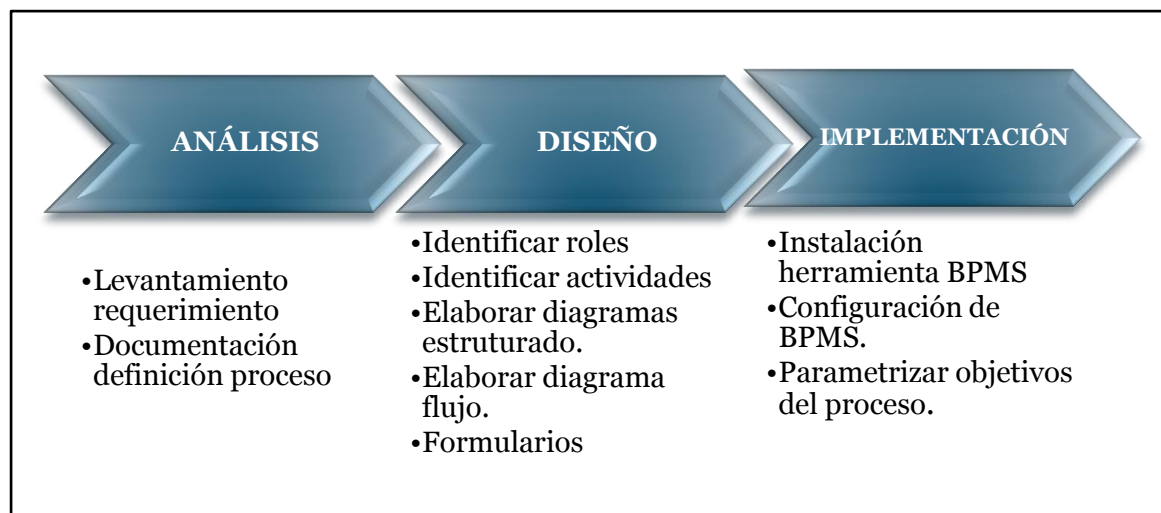 ANÁLISIS
•Levantamiento
requerimiento
•Documentación
definición proceso
DISEÑO
•Identificar roles
•Identificar actividades
•Elaborar diagramas
estruturado.
•Elaborar diagrama
flujo.
•Formularios
IMPLEMENTACIÓN
•Instalación
herramienta BPMS
•Configuración de
BPMS.
•Parametrizar objetivos
del proceso.